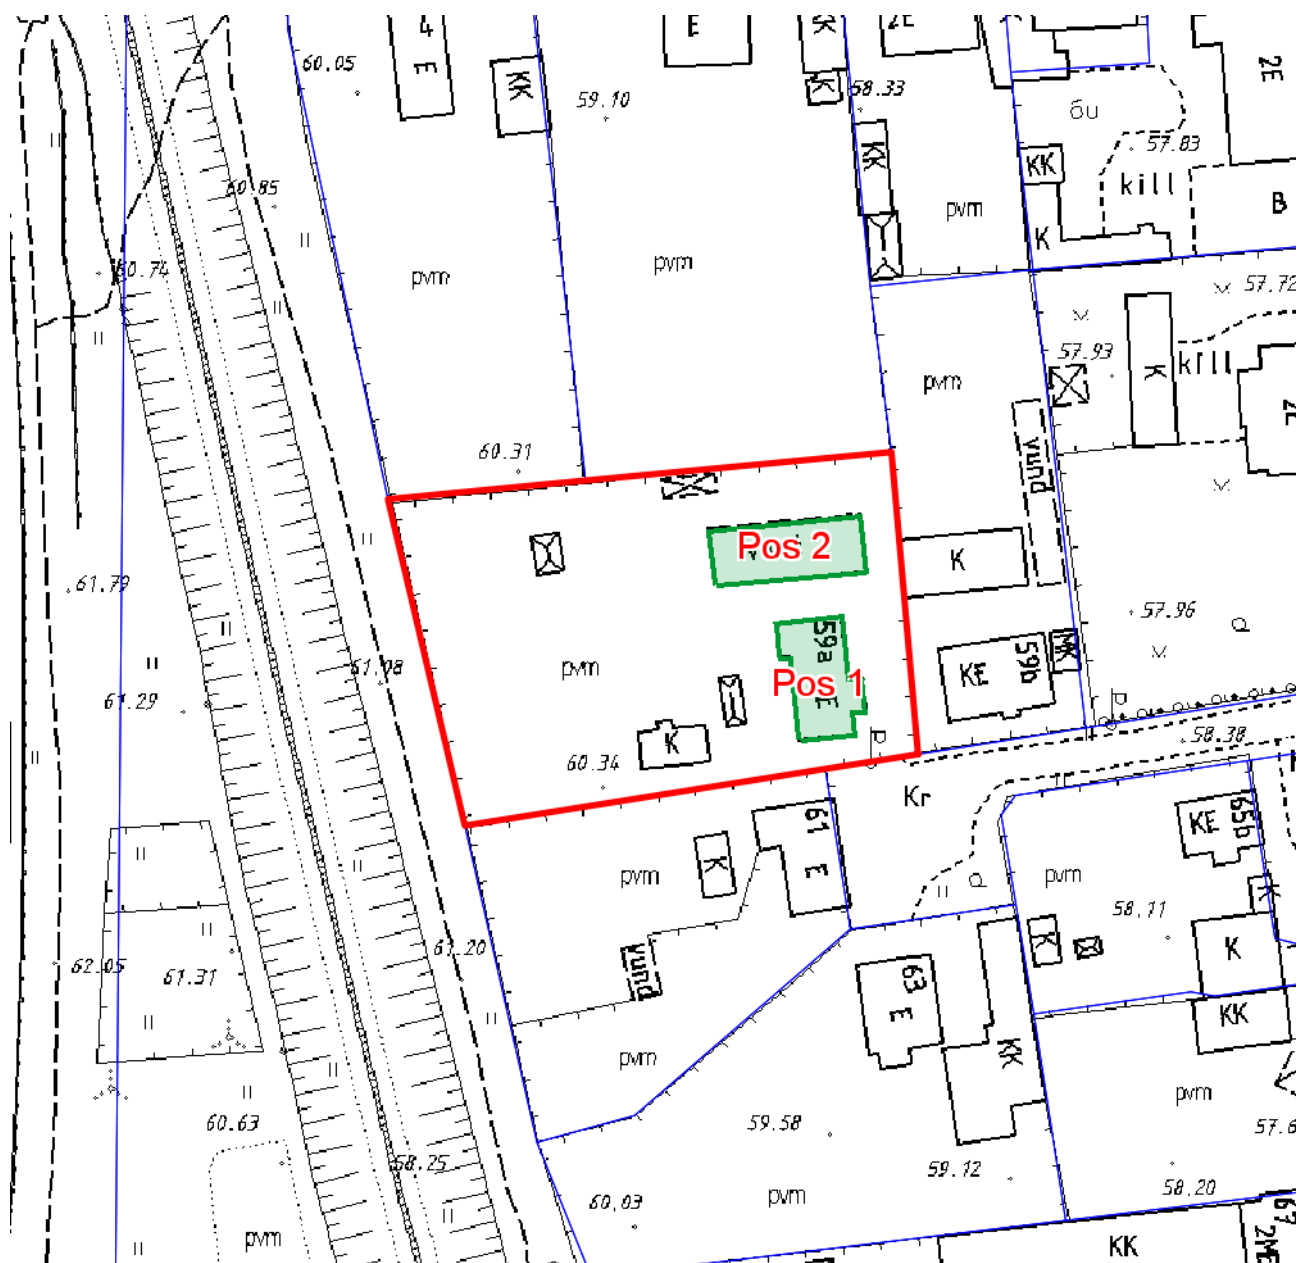 4
E
E
KK
2E
K
60.05
KK
59.10
K
58.33
2E
би
57.83
KK
KK
kill
60.85
pvm
B
K
60.74
pvm
pvm
57.72
57.93
pvm
K
kill
2E
60.31
vund
Pos 2
K
61.79
57.96
59a
E
Pos 1
59b
KE
MK
61.08
pvm
61.29
K
60.34
58.38
Kr
61
E
65b
KE
K
pvm
pvm
58.71
K
K
K
61.20
62.05
61.31
vund
63
E
KK
KK
pvm
60.63
59.58
pvm
57.6
58.25
59.12
58.20
60.03
pvm
pvm
KK
67